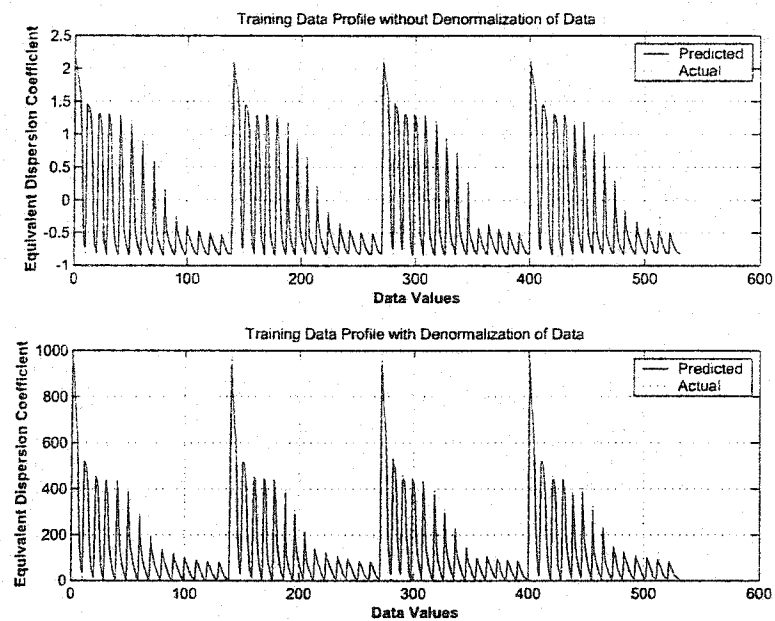 Training Data Profile without Denormalization of Data
2.5
2
1.5
1
0.5
0
-0.5
-1
Equivalent Dispersion Coefficient
Predicted
Actual
0 100 200 300 400 500 600
Data Values
Training Data Profile with Denormalization of Data
1000
800
600
400
200
0
Equivalent Dispersion Coefficient
Predicted
Actual
0 100 200 300 400 500 600
Data Values